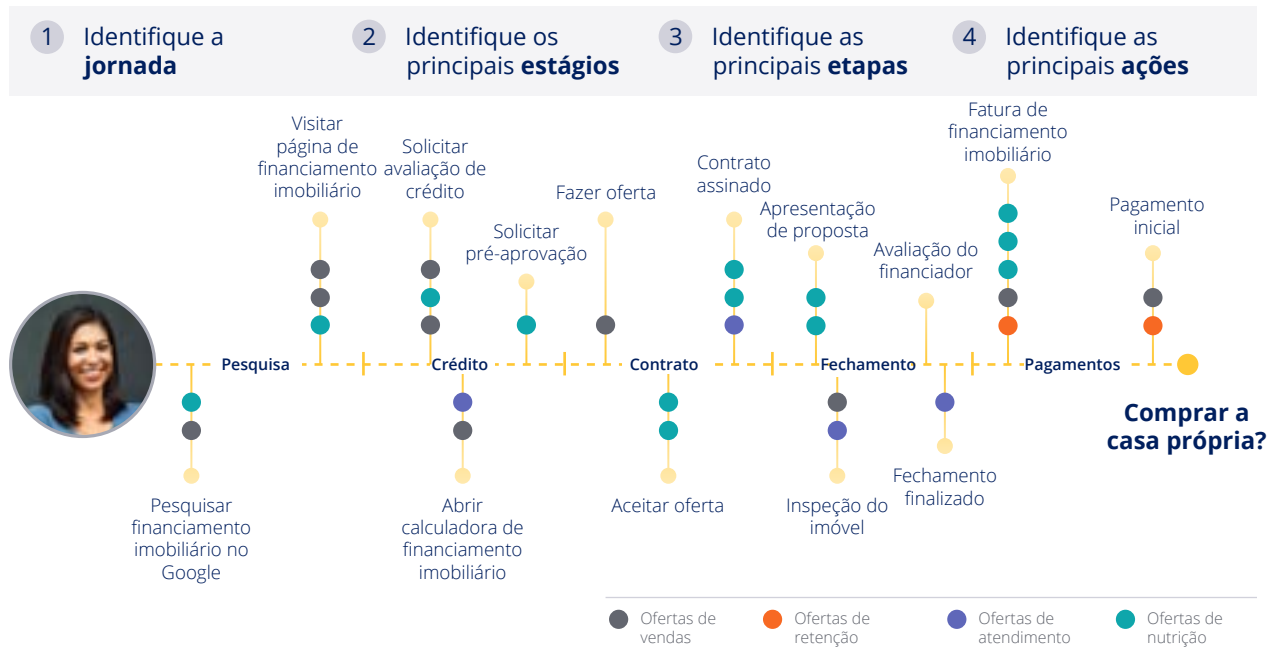 1
Identifique a
jornada
2
Identifique os
principais estágios
3
Identifique as
principais etapas
4
Identifique as
principais ações
Visitar
página de
financiamento
imobiliário
Solicitar
avaliação de
crédito
Solicitar
pré-aprovação
Fazer oferta
Contrato
assinado
Apresentação
de proposta
Avaliação do
financiador
Fatura de
financiamento
imobiliário
Pagamento
inicial
Pesquisa
Crédito
Contrato
Fechamento
Pagamentos
Comprar a
casa própria?
Pesquisar
financiamento
imobiliário no
Google
Abrir
calculadora de
financiamento
imobiliário
Aceitar oferta
Inspeção do
imóvel
Fechamento
finalizado
Ofertas de
vendas
Ofertas de
retenção
Ofertas de
atendimento
Ofertas de
nutrição